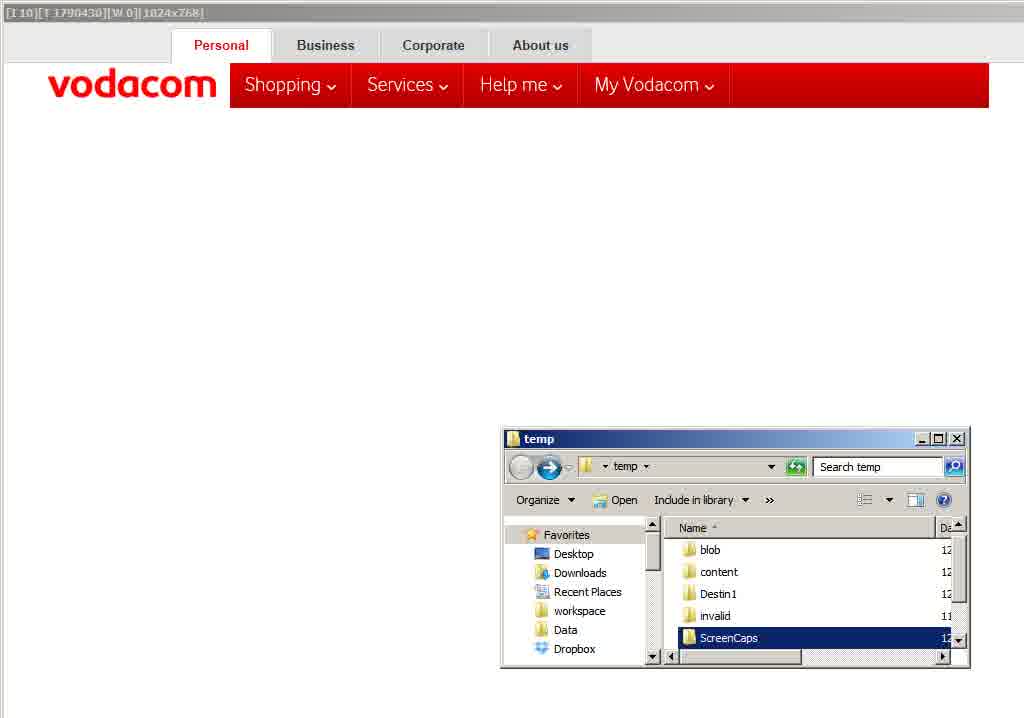 [I 10][T 1790430][W 0][1024x768]
Personal Business Corporate About us
vodacom Shopping Services Help me My Vodacom
temp
temp Search temp
Organize Open Include in library »
Favorites
Desktop
Downloads
Recent Places
workspace
Data
Dropbox
Name Da
blob 12
content 12
Destin1 12
invalid 11
ScreenCaps 12